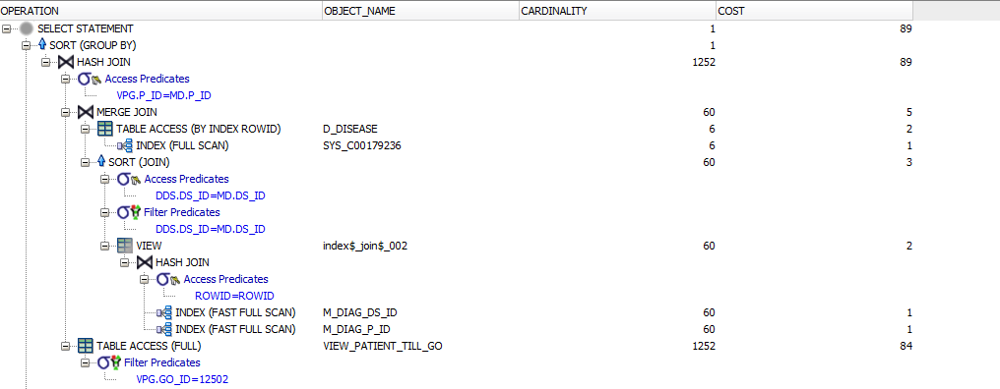 OPERATION OBJECT_NAME CARDINALITY COST
SELECT STATEMENT 1 89
SORT (GROUP BY) 1
HASH JOIN 1252 89
Access Predicates
VPG.P_ID=MD.P_ID
MERGE JOIN 60 5
TABLE ACCESS (BY INDEX ROWID) D_DISEASE 6 2
INDEX (FULL SCAN) SYS_C00179236 6 1
SORT (JOIN) 60 3
Access Predicates
DDS.DS_ID=MD.DS_ID
Filter Predicates
DDS.DS_ID=MD.DS_ID
VIEW index$_join$_002 60 2
HASH JOIN
Access Predicates
ROWID=ROWID
INDEX (FAST FULL SCAN) M_DIAG_DS_ID 60 1
INDEX (FAST FULL SCAN) M_DIAG_P_ID 60 1
TABLE ACCESS (FULL) VIEW_PATIENT_TILL_GO 1252 84
Filter Predicates
VPG.GO_ID=12502